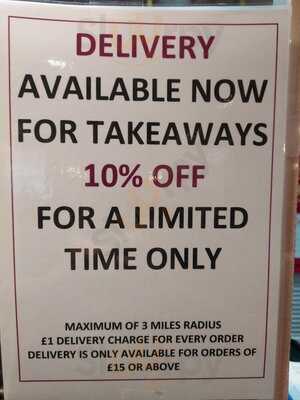 DELIVERY
AVAILABLE NOW
FOR TAKEAWAYS
10% OFF
FOR A LIMITED
TIME ONLY
MAXIMUM OF 3 MILES RADIUS
£1 DELIVERY CHARGE FOR EVERY ORDER
DELIVERY IS ONLY AVAILABLE FOR ORDERS OF
£15 OR ABOVE